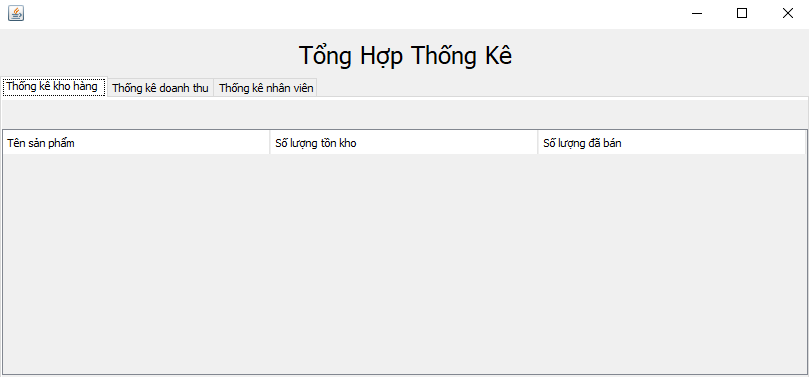 Tổng Hợp Thống Kê
Thống kê kho hàng Thống kê doanh thu Thống kê nhân viên
Tên sản phẩm Số lượng tồn kho Số lượng đã bán